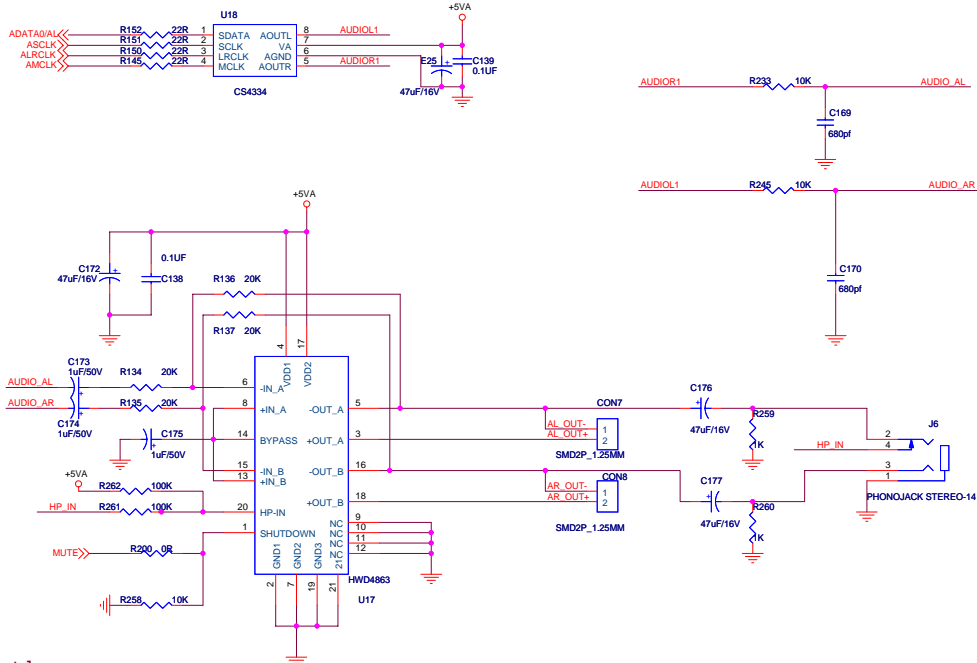 U18
+5VA
ADATA0/AL
R152
22R
1
SDATA
AOUTL
8
AUDIOL1
ASCLK
R151
22R
2
SCLK
VA
7
ALRCLK
R150
22R
3
LRCLK
AGND
6
AMCLK
R145
22R
4
MCLK
AOUTR
5
AUDIOR1
CS4334
E25
47uF/16V
C139
0.1UF
AUDIOR1
R233
10K
AUDIO_AL
C169
680pf
AUDIOL1
R245
10K
AUDIO_AR
C170
680pf
+5VA
0.1UF
C172
47uF/16V
C138
R136 20K
R137 20K
4
17
VDD1
VDD2
C173
1uF/50V
AUDIO_AL
R134
20K
6
-IN_A
AUDIO_AR
R135
20K
8
+IN_A
C174
1uF/50V
C175
1uF/50V
14
BYPASS
15
-IN_B
13
+IN_B
+5VA
R262
100K
HP_IN
R261
100K
20
HP-IN
1
SHUTDOWN
MUTE
R200 0R
R258
10K
-OUT_A
5
+OUT_A
3
-OUT_B
16
+OUT_B
18
NC
9
NC
10
NC
11
NC
12
GND1
GND2
GND3
21
2
7
19
21
HWD4863
U17
CON7
AL_OUT-
1
AL_OUT+
2
SMD2P_1.25MM
CON8
AR_OUT-
1
AR_OUT+
2
SMD2P_1.25MM
C176
47uF/16V
R259
1K
C177
47uF/16V
R260
1K
HP_IN
J6
2
4
3
1
PHONOJACK STEREO-14